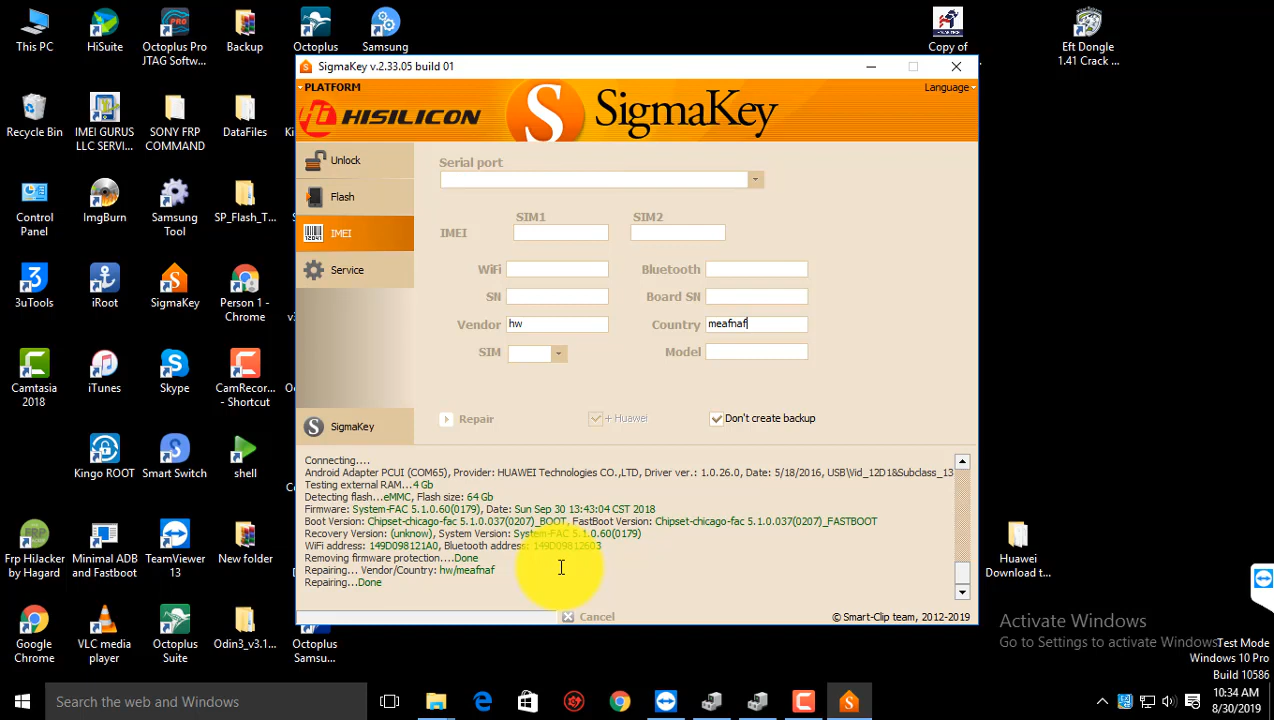 This PC
HiSuite
Octoplus Pro
JTAG Softw...
Backup
Octoplus
Samsung
Copy of
Eft Dongle
1.41 Crack ...
SigmaKey v.2.33.05 build 01
PLATFORM
Language
HISILICON
SigmaKey
Recycle Bin
IMEI GURUS
LLC SERVI...
SONY FRP
COMMAND
DataFiles
Unlock
Flash
IMEI
Service
SigmaKey
Serial port
SIM1
SIM2
IMEI
WiFi
Bluetooth
SN
Board SN
Vendor
hw
Country
meafnaf
SIM
Model
Repair
+ Huawei
Don't create backup
Control
Panel
ImgBurn
Samsung
Tool
SP_Flash_T...
3uTools
iRoot
SigmaKey
Person 1 -
Chrome
Camtasia
2018
iTunes
Skype
CamRecor...
- Shortcut
Kingo ROOT
Smart Switch
shell
Frp HiJacker
by Hagard
Minimal ADB
and Fastboot
TeamViewer
13
New folder
Google
Chrome
VLC media
player
Octoplus
Suite
Odin3_v3.1...
Octoplus
Samsu...
Connecting....
Android Adapter PCUI (COM65), Provider: HUAWEI Technologies CO.,LTD, Driver ver.: 1.0.26.0, Date: 5/18/2016, USB\Vid_12D1&Subclass_13
Testing external RAM...4 Gb
Detecting flash...eMMC, Flash size: 64 Gb
Firmware: System-FAC 5.1.0.60(0179), Date: Sun Sep 30 13:43:04 CST 2018
Boot Version: Chipset-chicago-fac 5.1.0.037(0207)_BOOT, FastBoot Version: Chipset-chicago-fac 5.1.0.037(0207)_FASTBOOT
Recovery Version: (unknow), System Version: System-FAC 5.1.0.60(0179)
WiFi address: 149D098121A0, Bluetooth address: 149D09812603
Removing firmware protection....Done
Repairing... Vendor/Country: hw/meafnaf
Repairing...Done
Cancel
© Smart-Clip team, 2012-2019
Huawei
Download t...
Activate Windows
Go to Settings to activate Windows.
Test Mode
Windows 10 Pro
Build 10586
Search the web and Windows
10:34 AM
8/30/2019